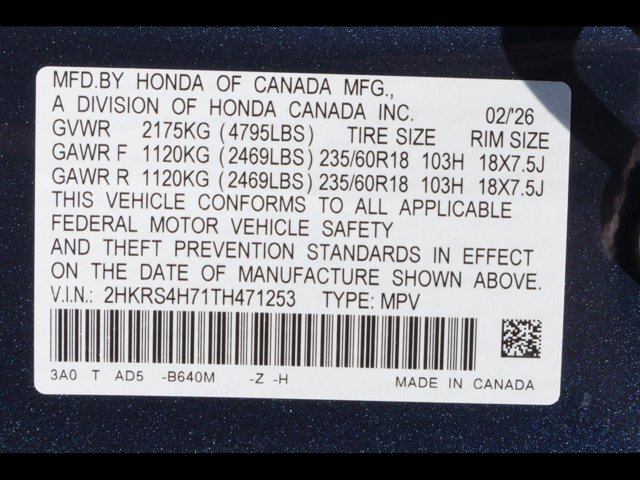 MFD.BY HONDA OF CANADA MFG.,
A DIVISION OF HONDA CANADA INC. 02/'26
GVWR 2175KG (4795LBS) TIRE SIZE RIM SIZE
GAWR F 1120KG (2469LBS) 235/60R18 103H 18X7.5J
GAWR R 1120KG (2469LBS) 235/60R18 103H 18X7.5J
THIS VEHICLE CONFORMS TO ALL APPLICABLE
FEDERAL MOTOR VEHICLE SAFETY
AND THEFT PREVENTION STANDARDS IN EFFECT
ON THE DATE OF MANUFACTURE SHOWN ABOVE.
V.I.N.: 2HKRS4H71TH471253 TYPE: MPV
3A0 T AD5 -B640M -Z -H MADE IN CANADA